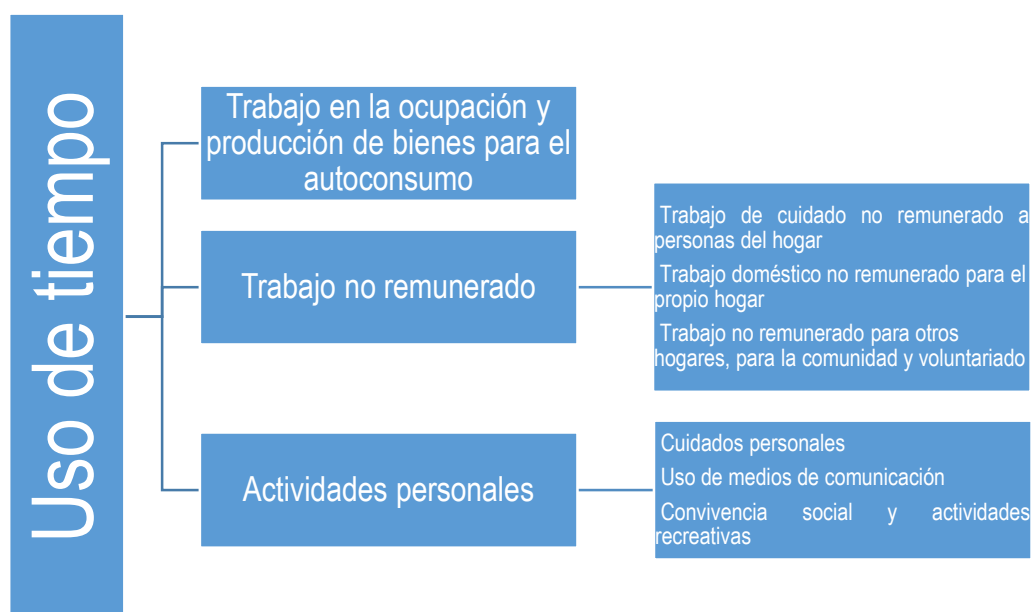 Uso de tiempo
Trabajo en la ocupación y
producción de bienes para el
autoconsumo
Trabajo no remunerado
Trabajo de cuidado no remunerado a
personas del hogar
Trabajo doméstico no remunerado para el
propio hogar
Trabajo no remunerado para otros
hogares, para la comunidad y voluntariado
Actividades personales
Cuidados personales
Uso de medios de comunicación
Convivencia social y actividades
recreativas